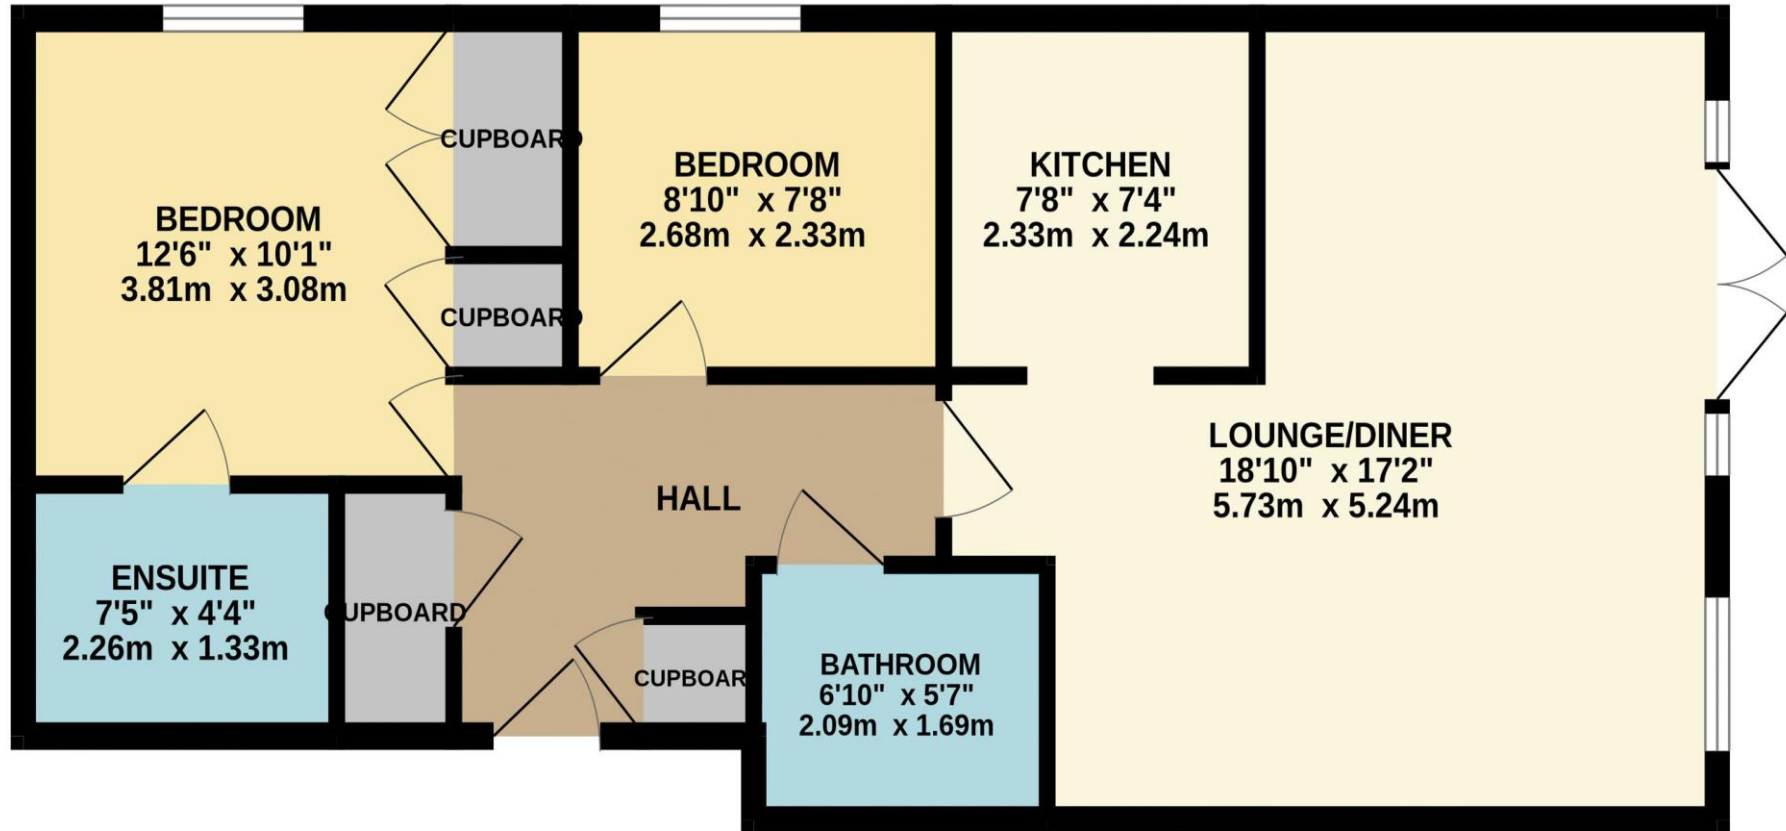 CUPBOARD
BEDROOM
12'6" x 10'1"
3.81m x 3.08m
CUPBOARD
BEDROOM
8'10" x 7'8"
2.68m x 2.33m
KITCHEN
7'8" x 7'4"
2.33m x 2.24m
LOUNGE/DINER
18'10" x 17'2"
5.73m x 5.24m
HALL
ENSUITE
7'5" x 4'4"
2.26m x 1.33m
CUPBOARD
CUPBOAR
BATHROOM
6'10" x 5'7"
2.09m x 1.69m